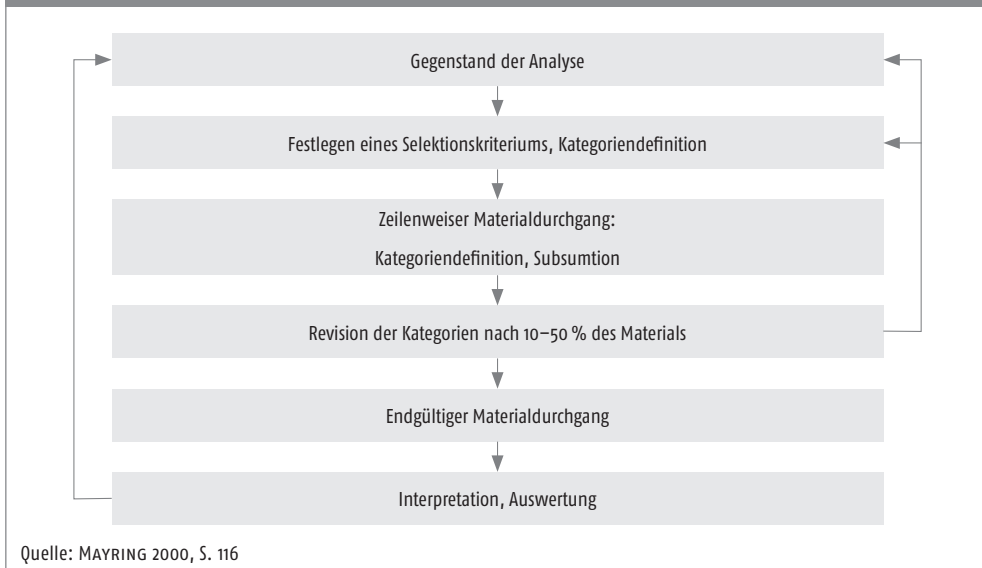 Gegenstand der Analyse
Festlegen eines Selektionskriteriums, Kategoriendefinition
Zeilenweiser Materialdurchgang:
Kategoriendefinition, Subsumtion
Revision der Kategorien nach 10–50 % des Materials
Endgültiger Materialdurchgang
Interpretation, Auswertung
Quelle: MAYRING 2000, S. 116